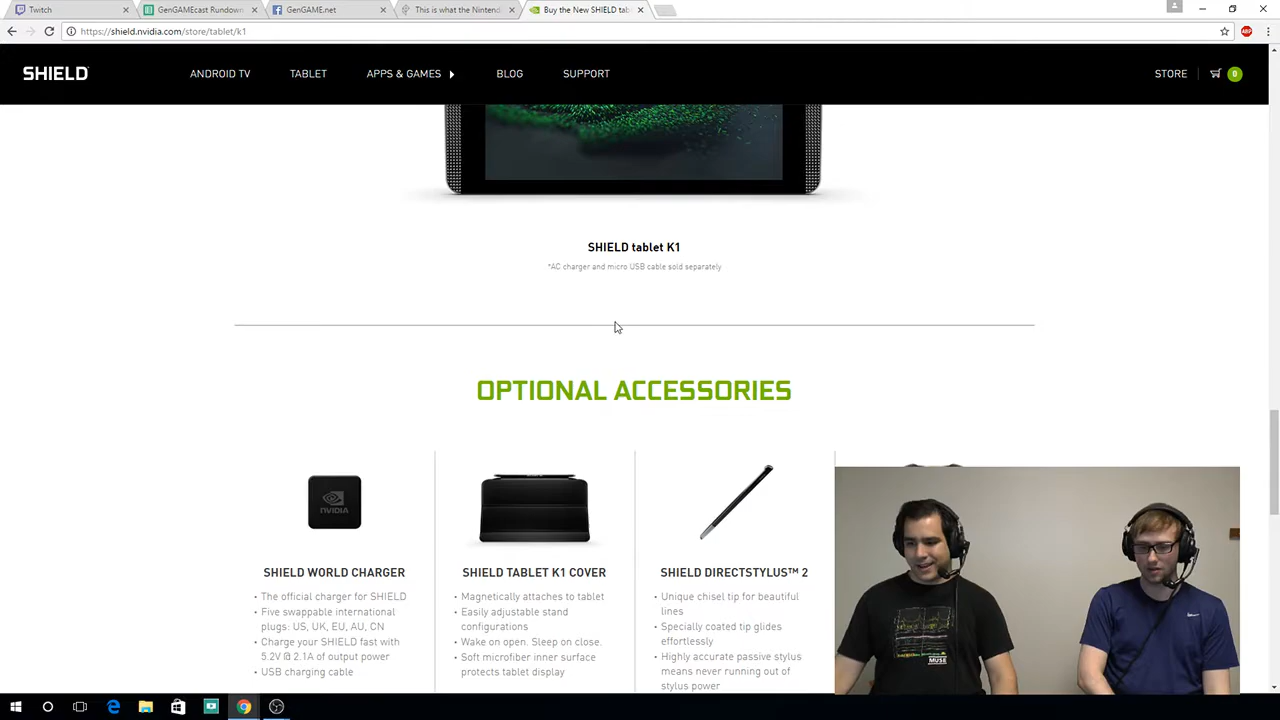 Twitch
GenGAMEcast Rundown
GenGAME.net
This is what the Nintend
Buy the New SHIELD tab
https://shield.nvidia.com/store/tablet/k1
ABP
SHIELD
ANDROID TV
TABLET
APPS & GAMES
BLOG
SUPPORT
STORE
0
SHIELD tablet K1
*AC charger and micro USB cable sold separately
OPTIONAL ACCESSORIES
NVIDIA
SHIELD WORLD CHARGER
• The official charger for SHIELD
• Five swappable international
plugs: US, UK, EU, AU, CN
• Charge your SHIELD fast with
5.2V @ 2.1A of output power
• USB charging cable
SHIELD TABLET K1 COVER
• Magnetically attaches to tablet
• Easily adjustable stand
configurations
• Wake on open. Sleep on close.
• Soft microfiber inner surface
protects tablet display
SHIELD DIRECTSTYLUS™ 2
• Unique chisel tip for beautiful
lines
• Specially coated tip glides
effortlessly
• Highly accurate passive stylus
means never running out of
stylus power
MUSE